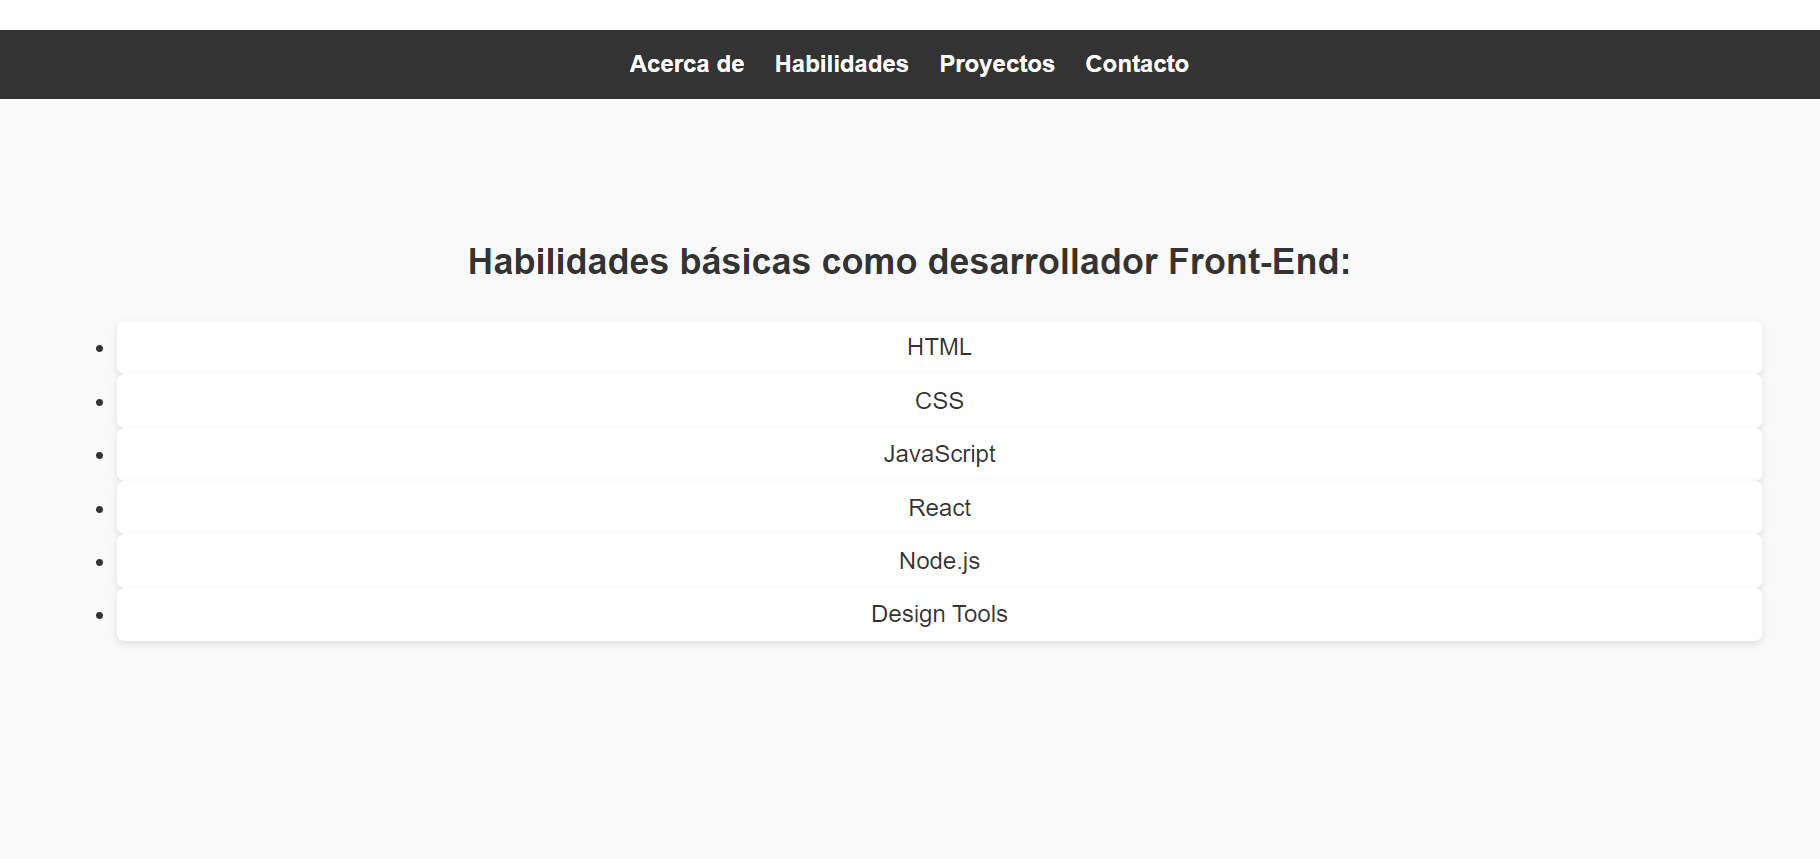 Acerca de Habilidades Proyectos Contacto
Habilidades básicas como desarrollador Front-End:
HTML
CSS
JavaScript
React
Node.js
Design Tools